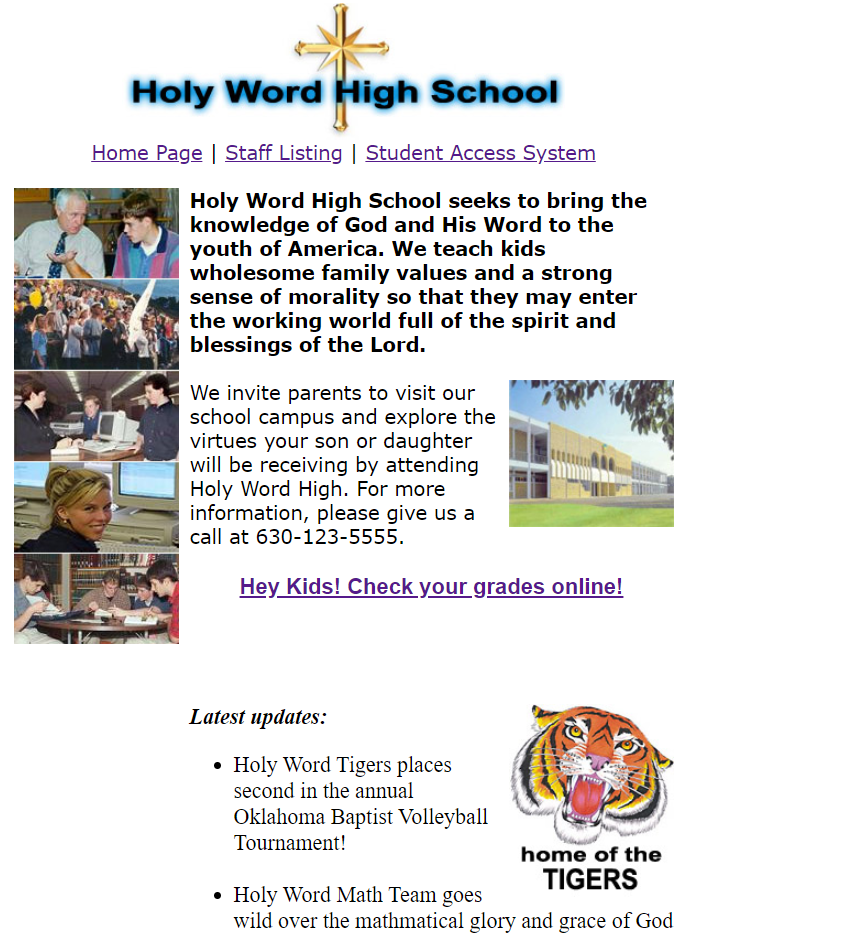 Holy Word High School
Home Page | Staff Listing | Student Access System
Holy Word High School seeks to bring the
knowledge of God and His Word to the
youth of America. We teach kids
wholesome family values and a strong
sense of morality so that they may enter
the working world full of the spirit and
blessings of the Lord.
We invite parents to visit our
school campus and explore the
virtues your son or daughter
will be receiving by attending
Holy Word High. For more
information, please give us a
call at 630-123-5555.
Hey Kids! Check your grades online!
Latest updates:
Holy Word Tigers places
second in the annual
Oklahoma Baptist Volleyball
Tournament!
home of the
TIGERS
Holy Word Math Team goes
wild over the mathmatical glory and grace of God